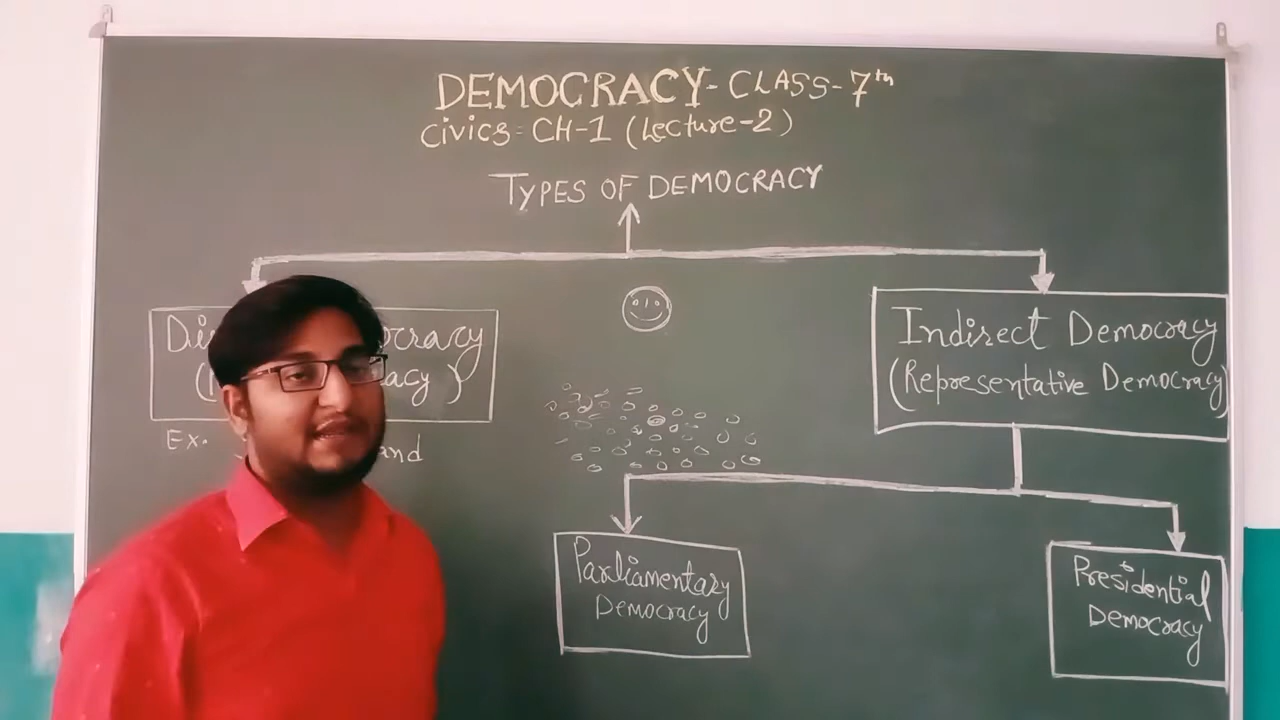 DEMOCRACY- CLASS-7th
Civics= CH-1 (Lecture-2)
TYPES OF DEMOCRACY
Indirect Democracy
(Representative Democracy)
Ex.
Parliamentary
Democracy
Presidential
Democracy